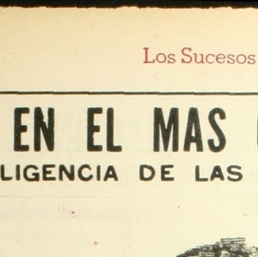 Los Sucesos
EN EL MAS
LIGENCIA DE LAS